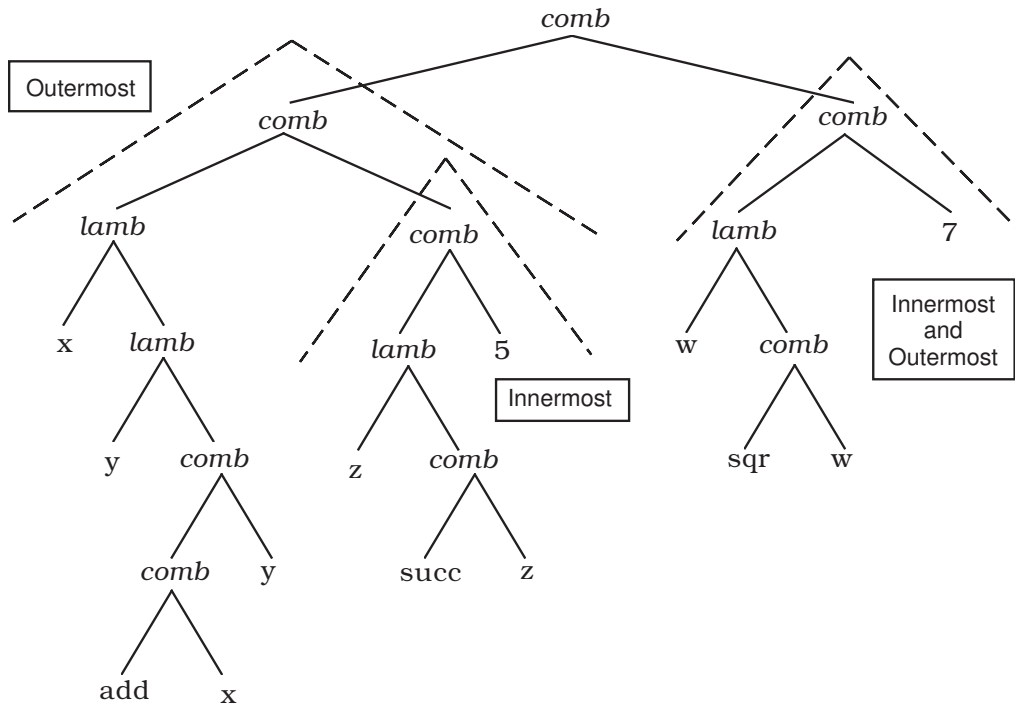 comb
Outermost
comb
comb
lamb
comb
lamb
7
x
lamb
lamb
5
w
comb
Innermost
and
Outermost
Innermost
y
comb
z
comb
sqr
w
comb
y
succ
z
add
x